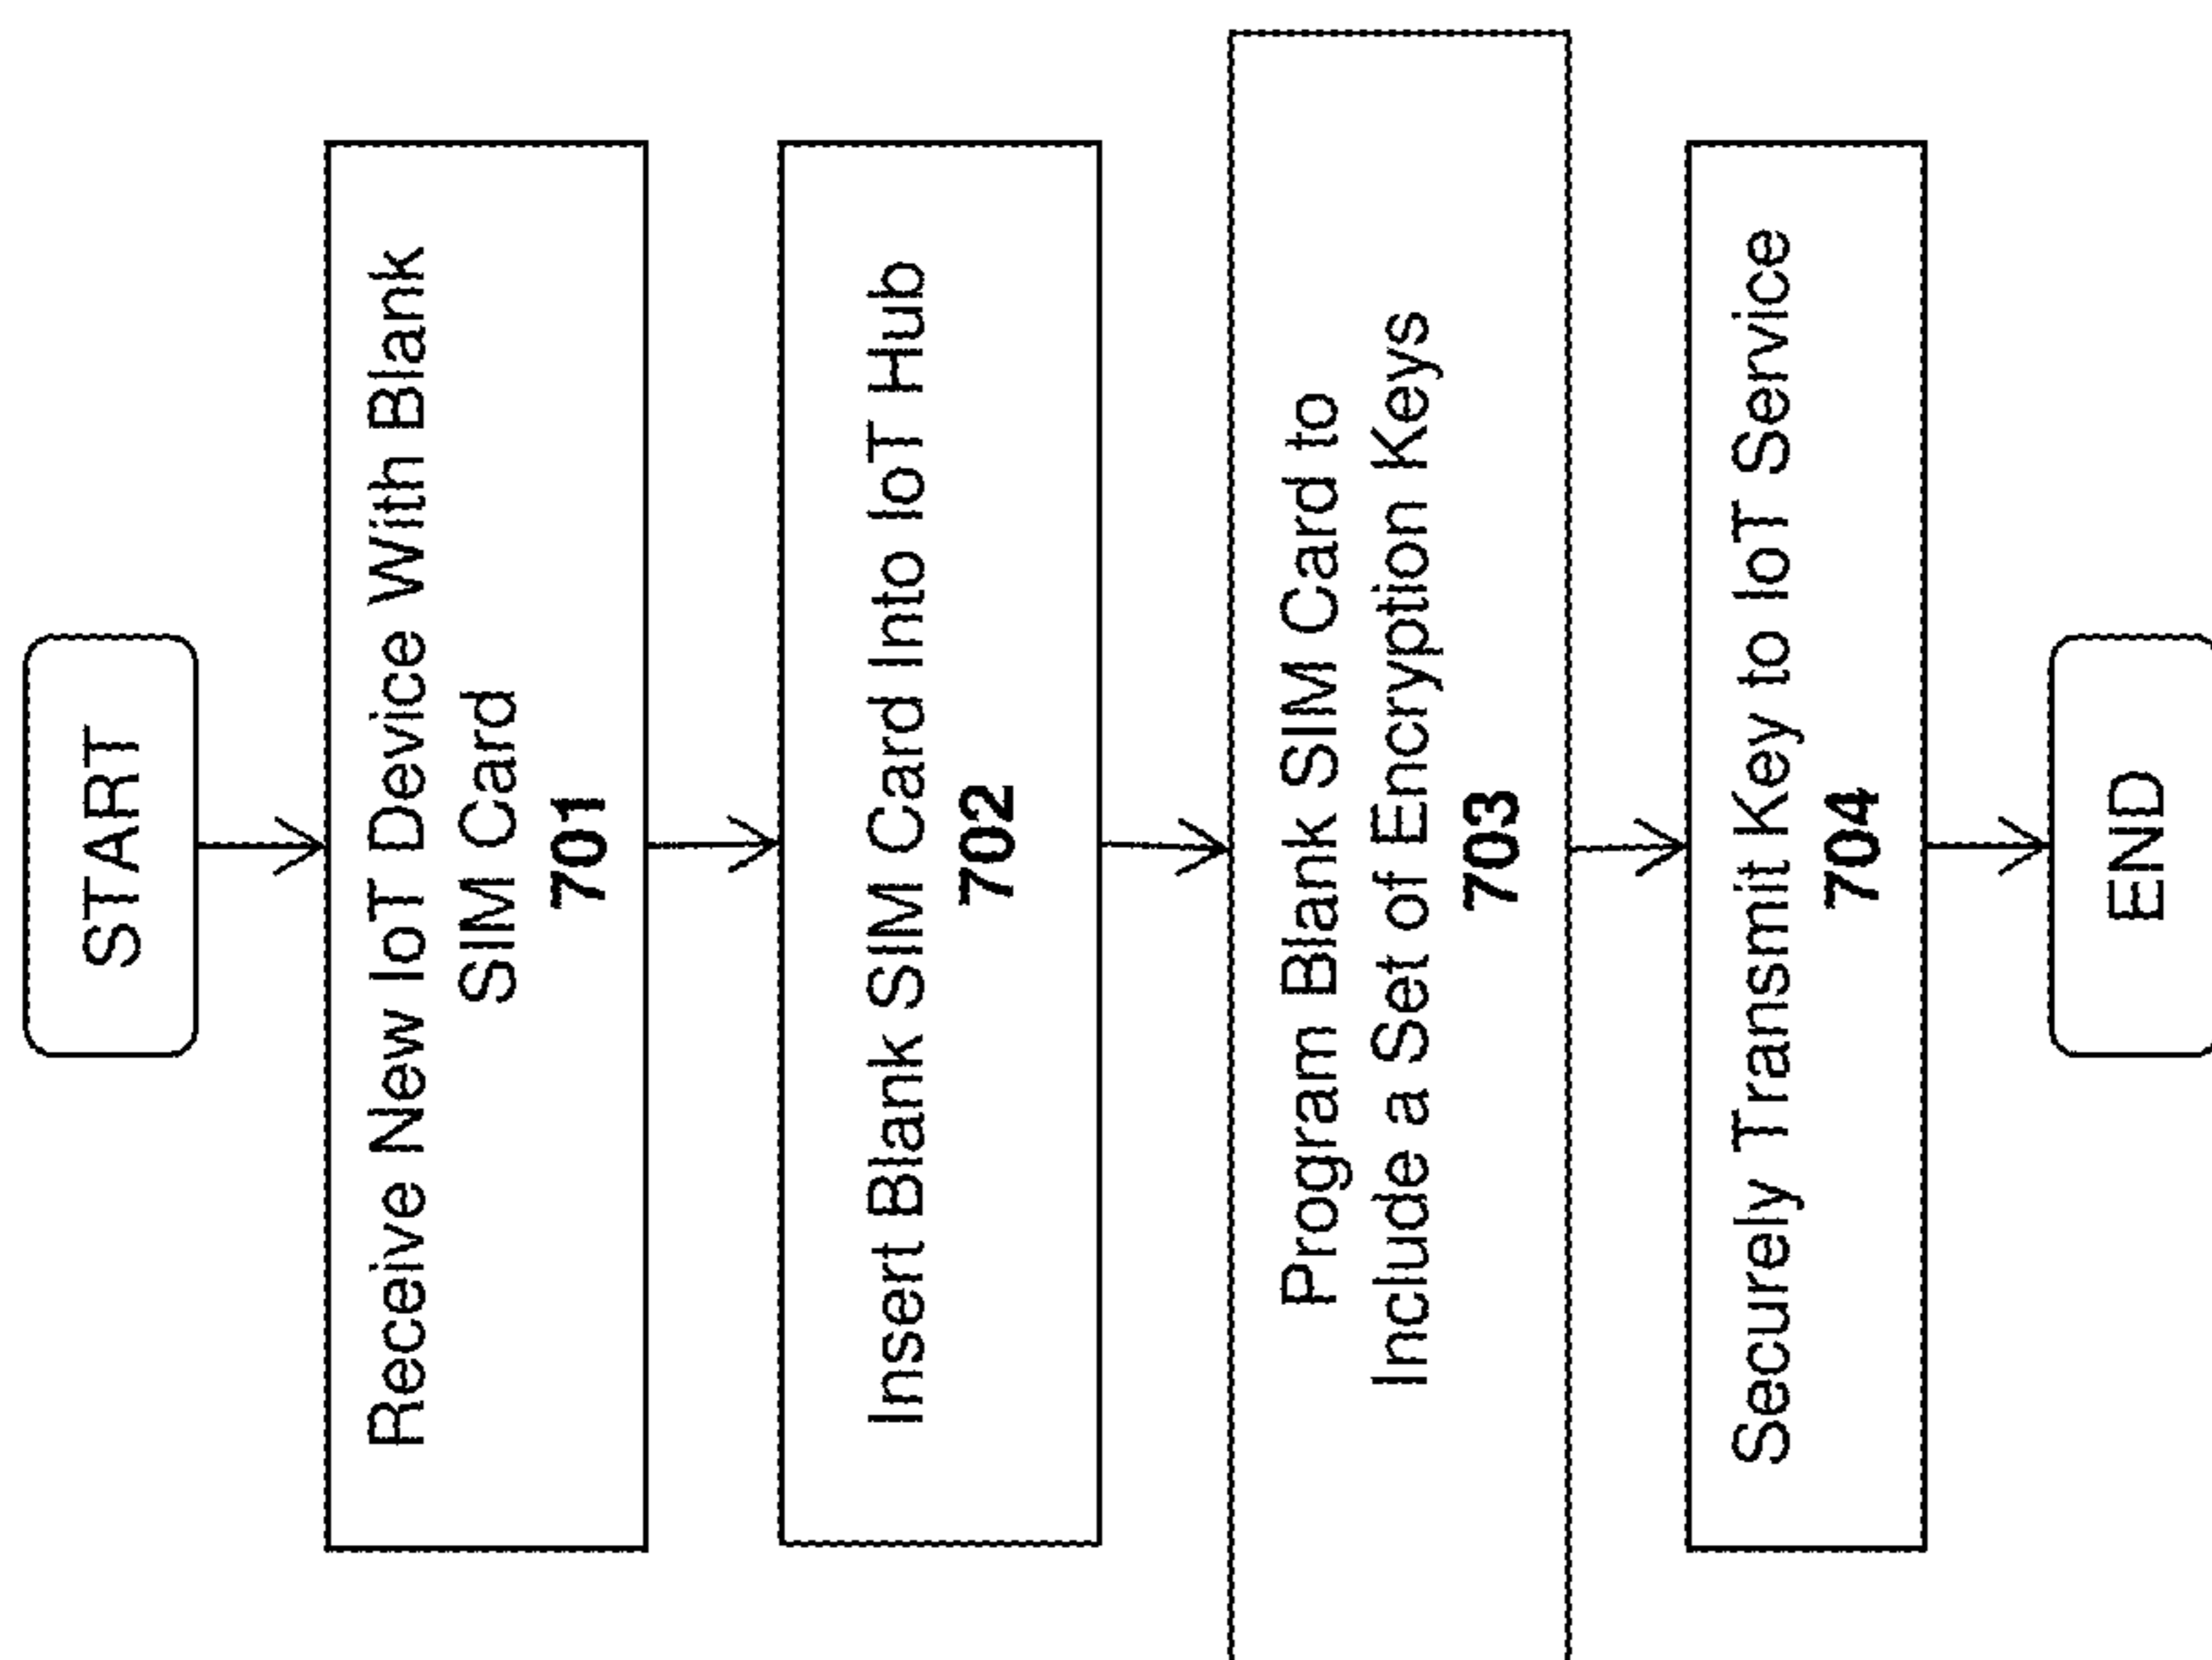 START
Receive New IoT Device With Blank
SIM Card
701
Insert Blank SIM Card Into IoT Hub
702
Program Blank SIM Card to
Include a Set of Encryption Keys
703
Securely Transmit Key to IoT Service
704
END